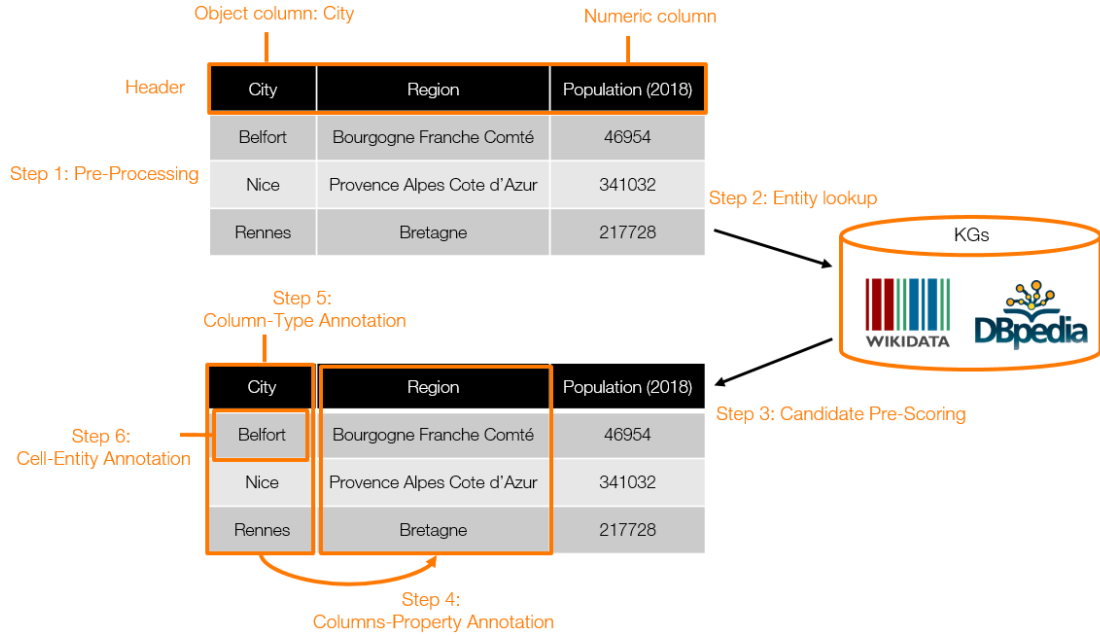 Object column: City
Numeric column
Header
City Region Population (2018)
Belfort Bourgogne Franche Comté 46954
Step 1: Pre-Processing
Nice Provence Alpes Cote d'Azur 341032
Step 2: Entity lookup
Rennes Bretagne 217728
KGs
WIKIDATA
DBpedia
Step 5:
Column-Type Annotation
City Region Population (2018)
Step 3: Candidate Pre-Scoring
Belfort Bourgogne Franche Comté 46954
Step 6:
Cell-Entity Annotation
Nice Provence Alpes Cote d'Azur 341032
Rennes Bretagne 217728
Step 4:
Columns-Property Annotation